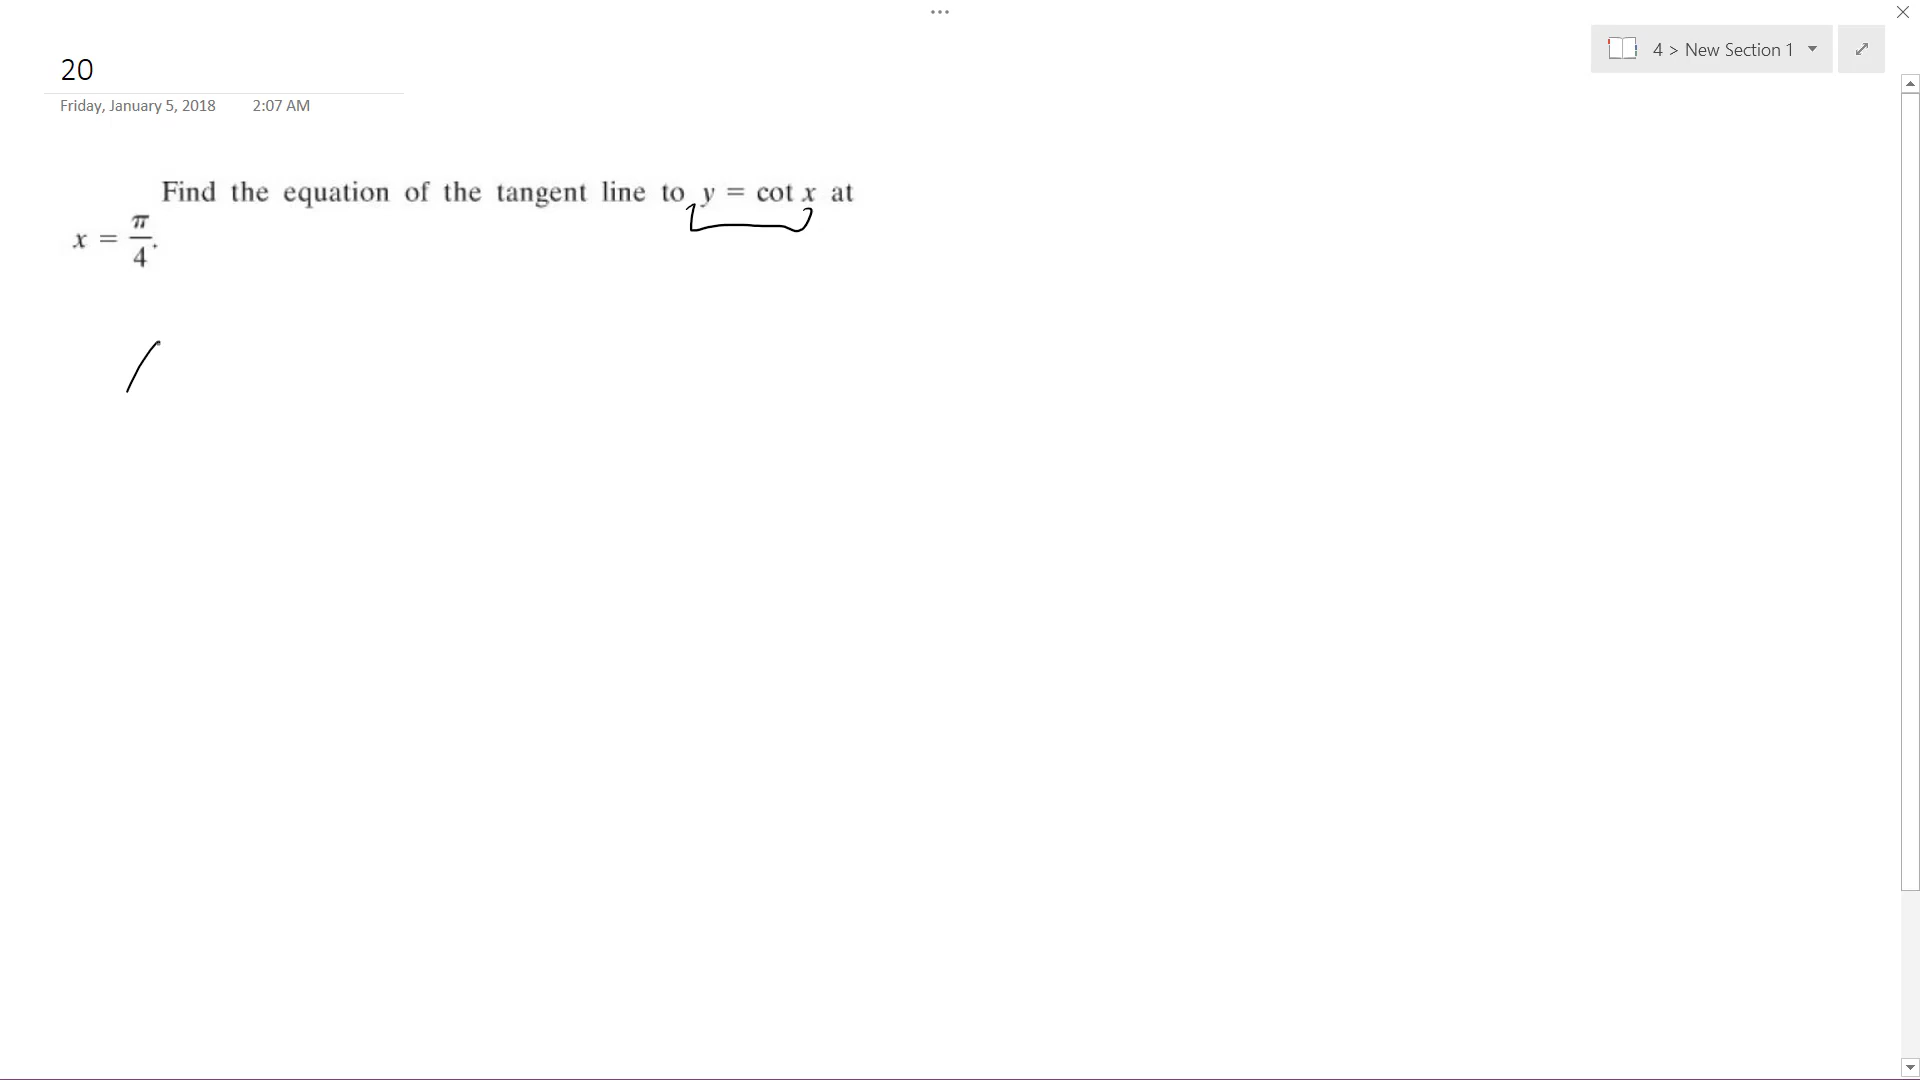 ...
4 > New Section 1
20
Friday, January 5, 2018 2:07 AM
Find the equation of the tangent line to y = cot x at
x = π/4.